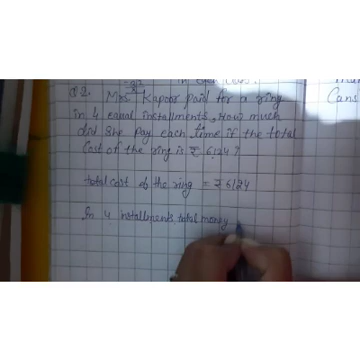 Q2. Mrs Kapoor paid for a ring
in 4 equal installments. How much
did she pay each time if the total
Cost of the ring is ₹ 6124?
total cost of the ring = ₹ 6124
In 4 installments, total money